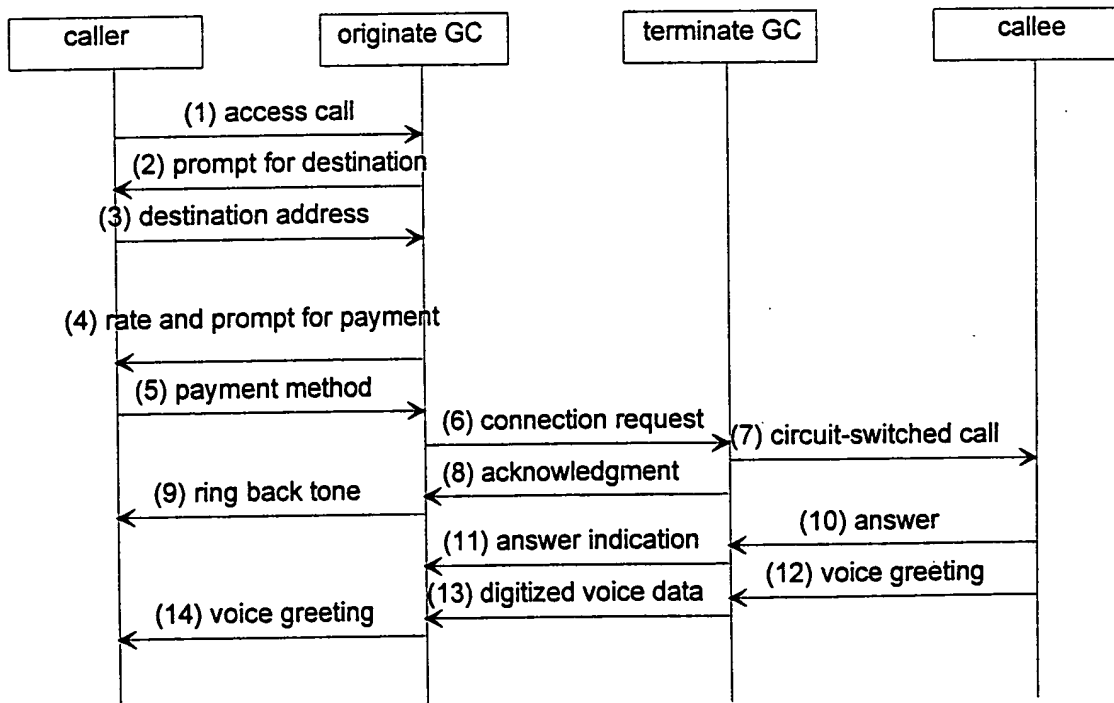 caller
originate GC
terminate GC
callee
(1) access call
(2) prompt for destination
(3) destination address
(4) rate and prompt for payment
(5) payment method
(6) connection request
(7) circuit-switched call
(8) acknowledgment
(9) ring back tone
(10) answer
(11) answer indication
(12) voice greeting
(13) digitized voice data
(14) voice greeting